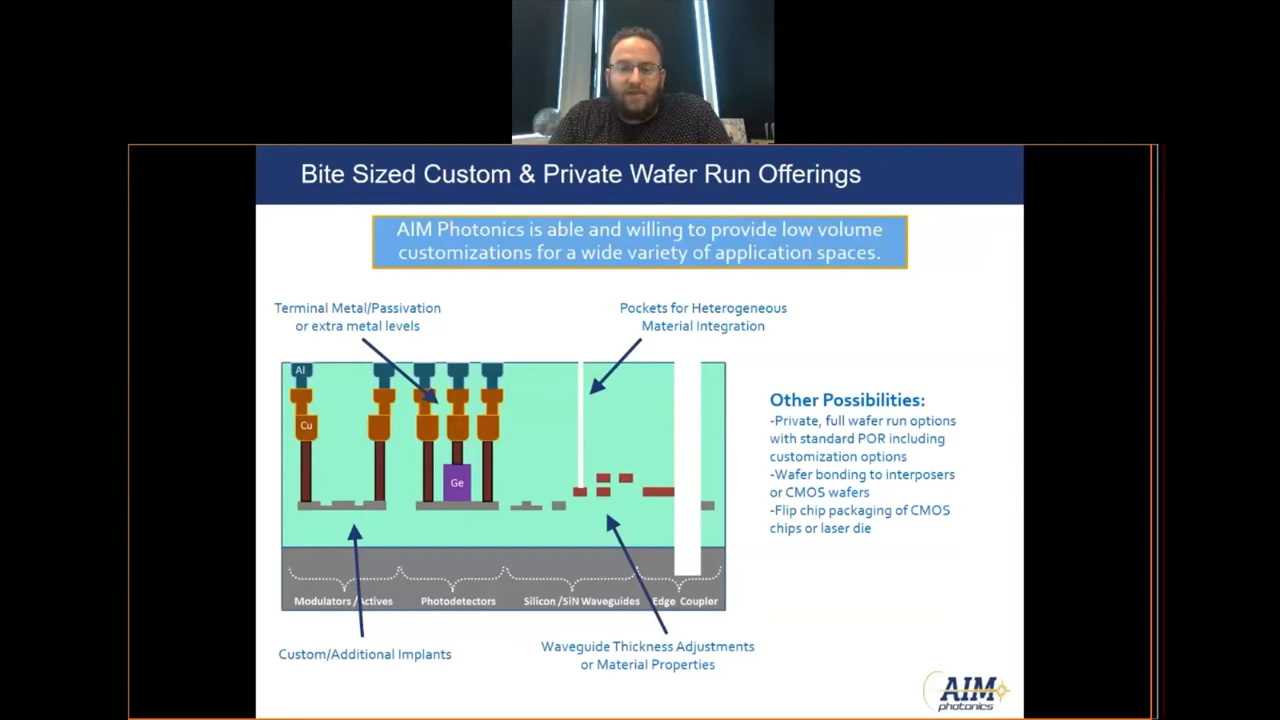 Bite Sized Custom & Private Wafer Run Offerings
AIM Photonics is able and willing to provide low volume
customizations for a wide variety of application spaces.
Terminal Metal/Passivation
or extra metal levels
Pockets for Heterogeneous
Material Integration
Al
Cu
Ge
Modulators/Actives
Photodetectors
Silicon/SiN Waveguides
Edge Coupler
Custom/Additional Implants
Waveguide Thickness Adjustments
or Material Properties
Other Possibilities:
-Private, full wafer run options
with standard POR including
customization options
-Wafer bonding to interposers
or CMOS wafers
-Flip chip packaging of CMOS
chips or laser die
AIM
photonics